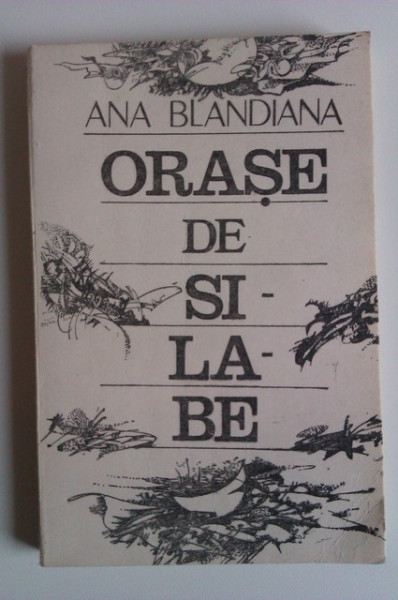 ANA BLANDIANA
ORAȘE
DE
SI-
LA-
BE